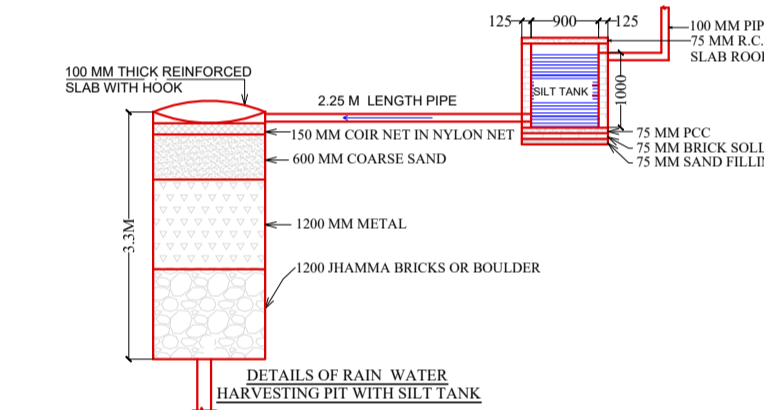 125
900
125
100 MM PIP
75 MM R.C.
SLAB ROO
100 MM THICK REINFORCED
SLAB WITH HOOK
2.25 M LENGTH PIPE
SILT TANK
1000
150 MM COIR NET IN NYLON NET
75 MM PCC
75 MM BRICK SOLL
75 MM SAND FILLI
600 MM COARSE SAND
3.3M
1200 MM METAL
1200 JHAMMA BRICKS OR BOULDER
DETAILS OF RAIN WATER
HARVESTING PIT WITH SILT TANK